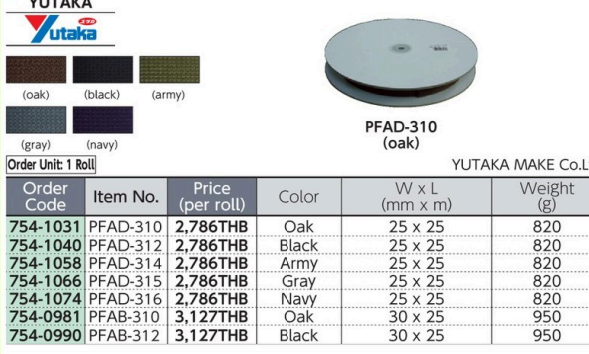 YUTAKA
Yutaka
(oak) (black) (army)
(gray) (navy)
PFAD-310
(oak)
Order Unit: 1 Roll
YUTAKA MAKE Co.L
Order Code Item No. Price (per roll) Color W x L (mm x m) Weight (g)
754-1031 PFAD-310 2,786THB Oak 25 x 25 820
754-1040 PFAD-312 2,786THB Black 25 x 25 820
754-1058 PFAD-314 2,786THB Army 25 x 25 820
754-1066 PFAD-315 2,786THB Gray 25 x 25 820
754-1074 PFAD-316 2,786THB Navy 25 x 25 820
754-0981 PFAB-310 3,127THB Oak 30 x 25 950
754-0990 PFAB-312 3,127THB Black 30 x 25 950